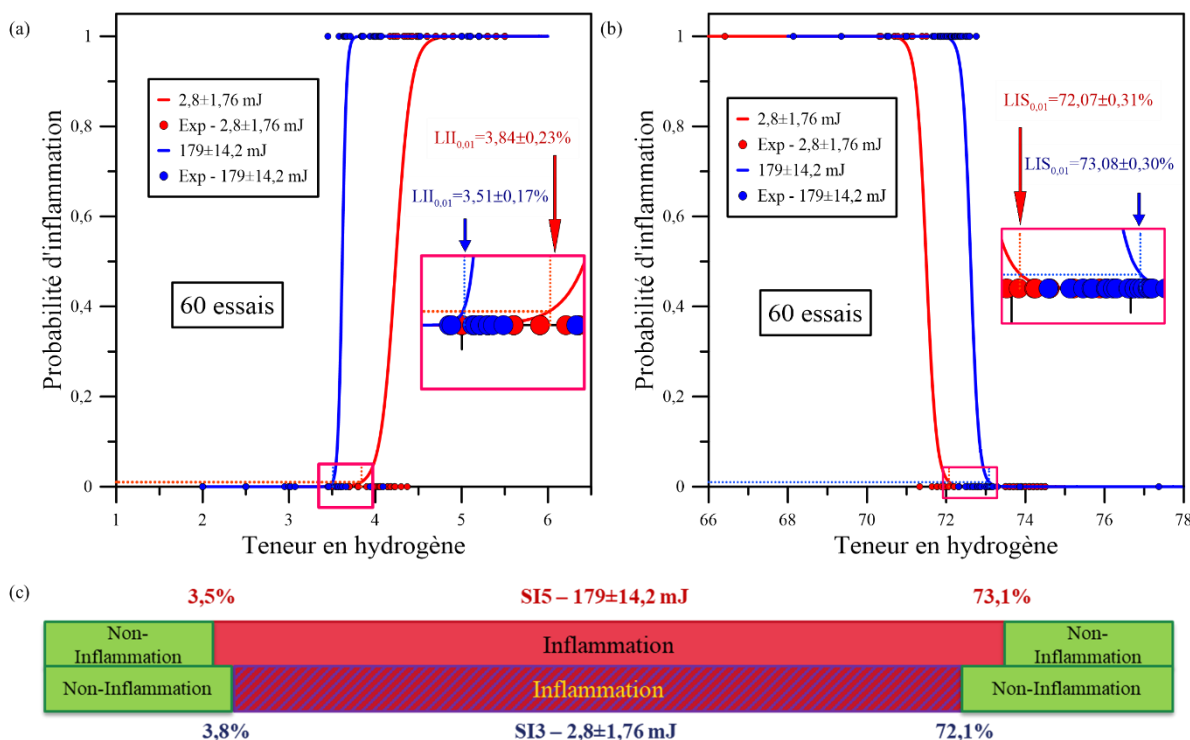 (a)
Probabilité d'inflammation
1
0,8
0,6
0,4
0,2
0
1 2 3 4 5 6
Teneur en hydrogène
2,8±1,76 mJ
Exp - 2,8±1,76 mJ
179±14,2 mJ
Exp - 179±14,2 mJ
LII0,01=3,84±0,23%
LII0,01=3,51±0,17%
60 essais
(b)
Probabilité d'inflammation
1
0,8
0,6
0,4
0,2
0
66 68 70 72 74 76 78
Teneur en hydrogène
2,8±1,76 mJ
Exp - 2,8±1,76 mJ
179±14,2 mJ
Exp - 179±14,2 mJ
LIS0,01=72,07±0,31%
LIS0,01=73,08±0,30%
60 essais
(c)
3,5% SI5 – 179±14,2 mJ 73,1%
Non-
Inflammation
Inflammation
Non-
Inflammation
Non-Inflammation Inflammation Non-Inflammation
3,8% SI3 – 2,8±1,76 mJ 72,1%